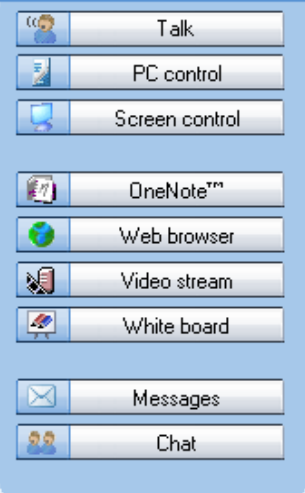 Talk
PC control
Screen control
OneNote™
Web browser
Video stream
White board
Messages
Chat